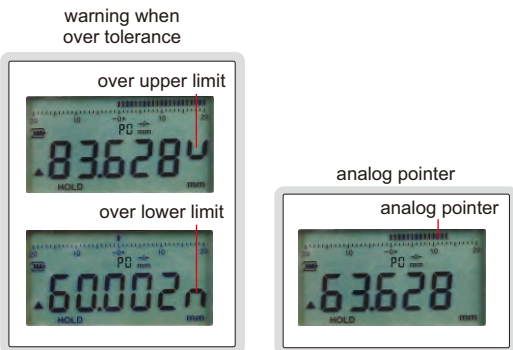 warning when
over tolerance
over upper limit
20 10 -0+ 10 20
P0 mm
▲83.628u
HOLD mm
over lower limit
20 10 -0+ 10 20
P0 mm
▲60.002n
HOLD mm
analog pointer
analog pointer
20 10 -0+ 10 20
P0 mm
▲63.628
HOLD mm